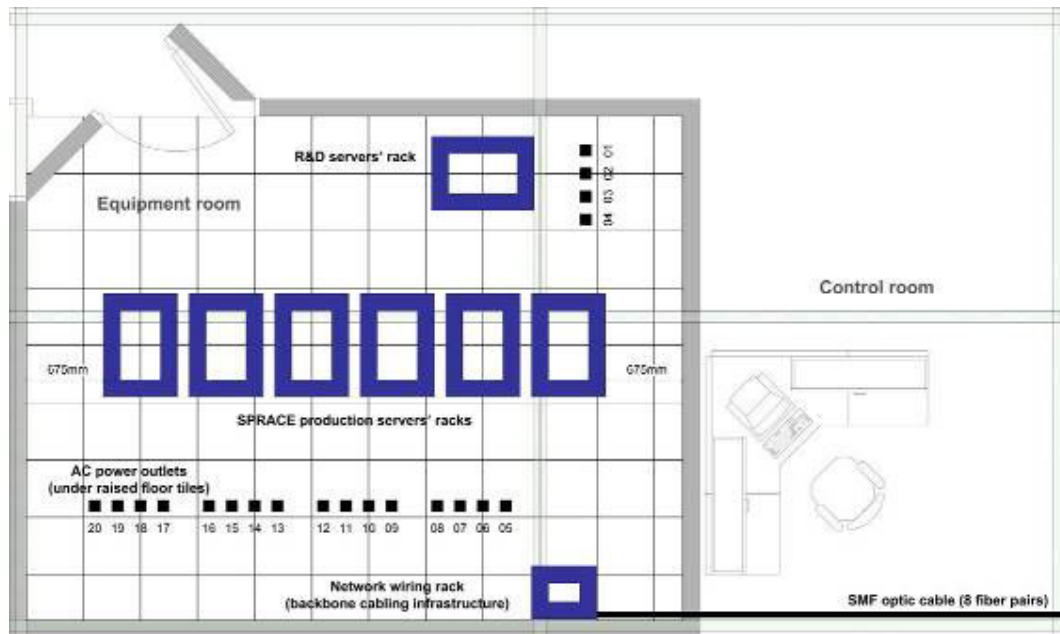 R&D servers' rack
01
02
03
04
Equipment room
Control room
675mm
675mm
SPRACE production servers' racks
AC power outlets
(under raised floor tiles)
20 19 18 17 16 15 14 13 12 11 10 09 08 07 06 05
Network wiring rack
(backbone cabling infrastructure)
SMF optic cable (8 fiber pairs)